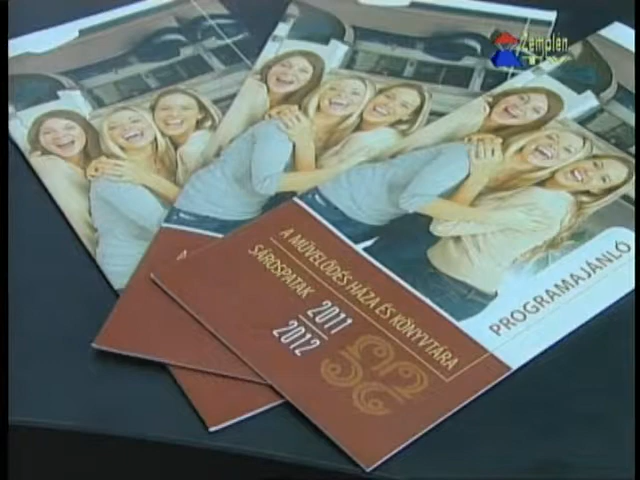 Zemplén
PROGRAMAJÁNLÓ
A MŰVELŐDÉS HÁZA ÉS KÖNYVTÁRA
SÁROSPATAK
2011
2012